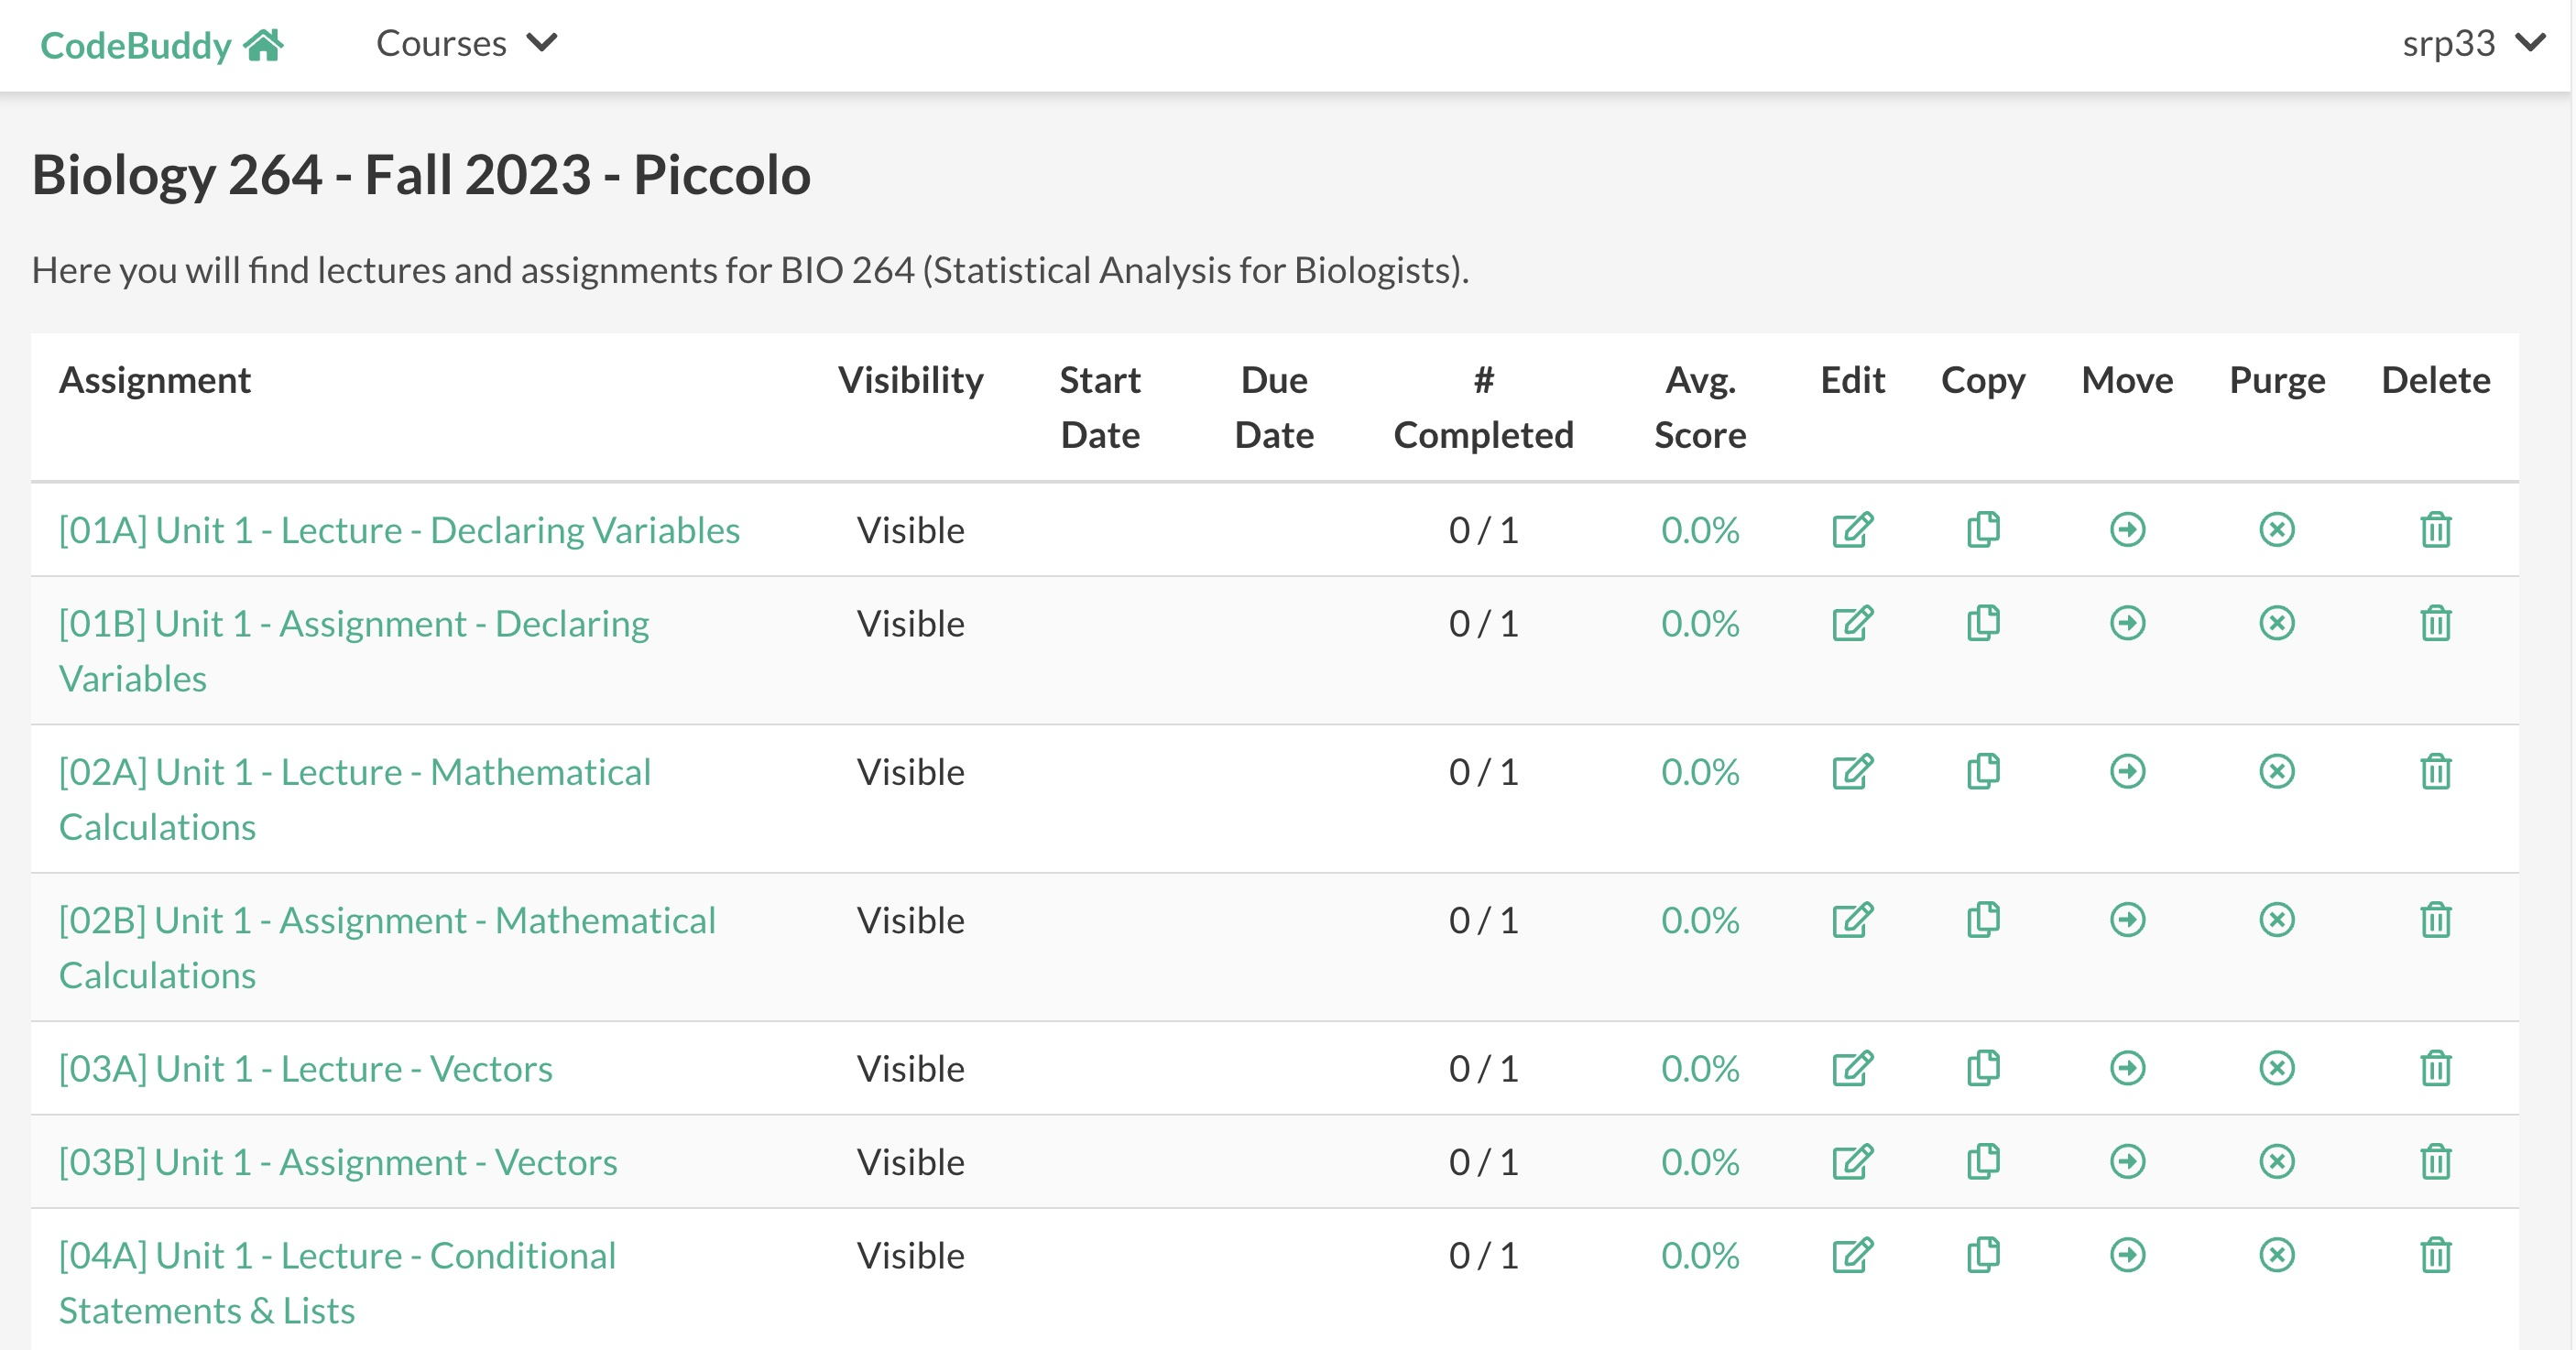 CodeBuddy Courses srp33
Biology 264 - Fall 2023 - Piccolo
Here you will find lectures and assignments for BIO 264 (Statistical Analysis for Biologists).
Assignment Visibility Start Due # Avg. Edit Copy Move Purge Delete
Date Date Completed Score
[01A] Unit 1 - Lecture - Declaring Variables Visible 0 / 1 0.0%
[01B] Unit 1 - Assignment - Declaring Visible 0 / 1 0.0%
Variables
[02A] Unit 1 - Lecture - Mathematical Visible 0 / 1 0.0%
Calculations
[02B] Unit 1 - Assignment - Mathematical Visible 0 / 1 0.0%
Calculations
[03A] Unit 1 - Lecture - Vectors Visible 0 / 1 0.0%
[03B] Unit 1 - Assignment - Vectors Visible 0 / 1 0.0%
[04A] Unit 1 - Lecture - Conditional Visible 0 / 1 0.0%
Statements & Lists